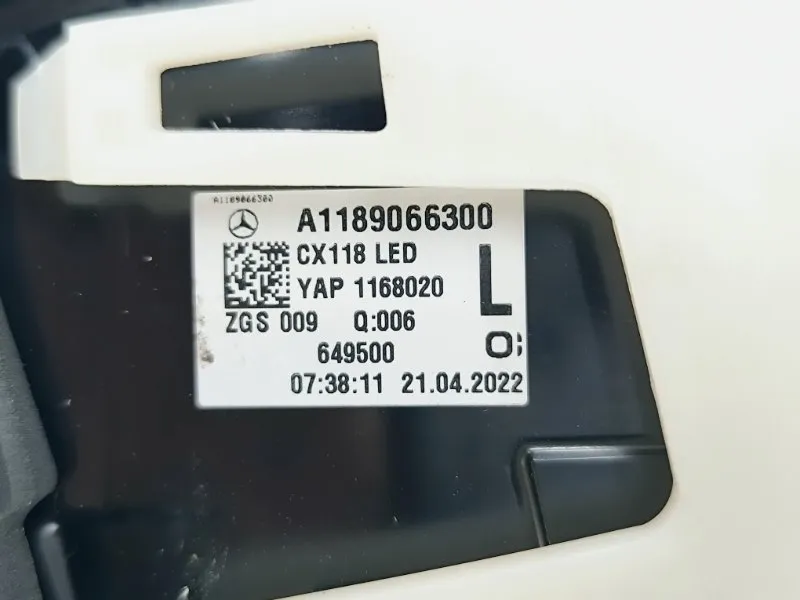 A1189066300
A1189066300
CX118 LED
YAP 1168020
L
ZGS 009 Q:006
649500
07:38:11 21.04.2022